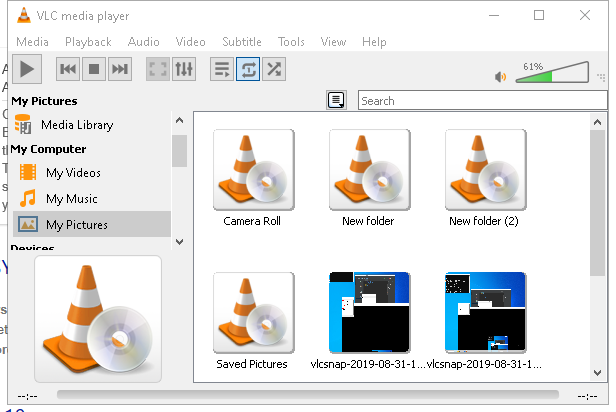 VLC media player
Media Playback Audio Video Subtitle Tools View Help
61%
My Pictures
Search
Media Library
My Computer
My Videos
My Music
My Pictures
Devices
Camera Roll
New folder
New folder (2)
Saved Pictures
vlcsnap-2019-08-31-1...
vlcsnap-2019-08-31-1...
--:--
--:--